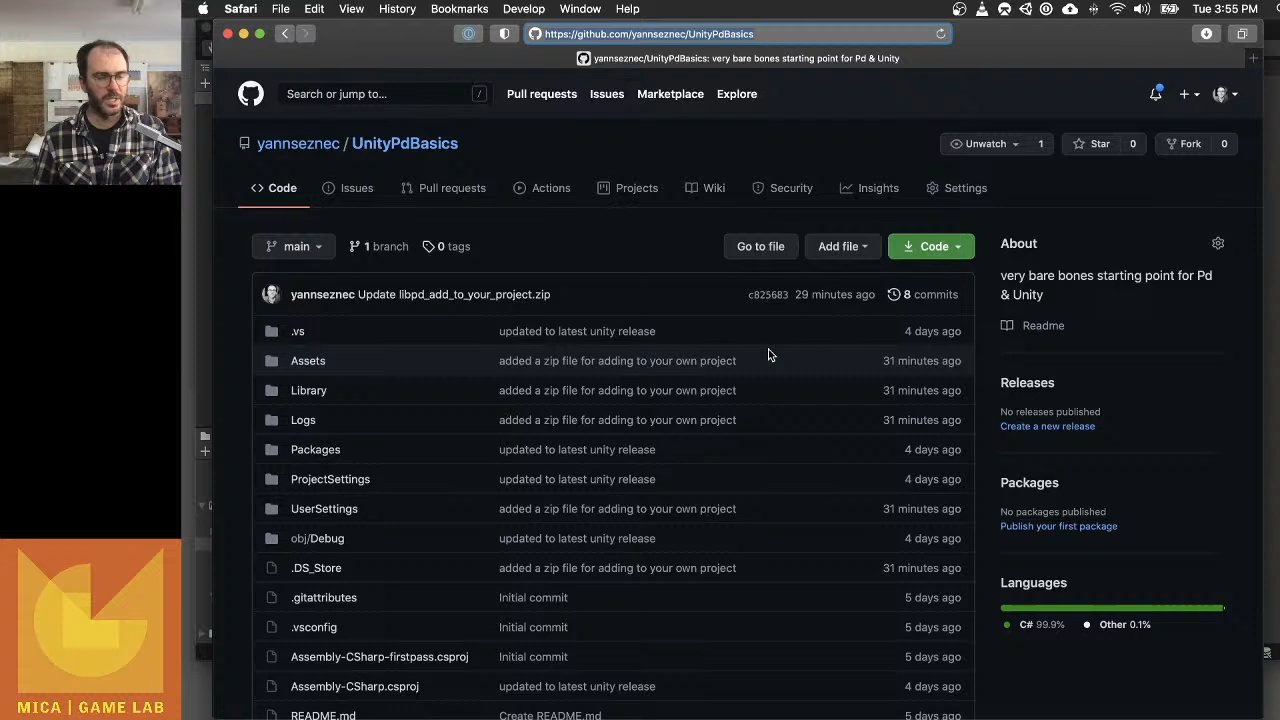 Safari File Edit View History Bookmarks Develop Window Help
Tue 3:55 PM
https://github.com/yannseznec/UnityPdBasics
yannseznec/UnityPdBasics: very bare bones starting point for Pd & Unity
Search or jump to... /
Pull requests Issues Marketplace Explore
yannseznec / UnityPdBasics
Unwatch 1 Star 0 Fork 0
Code Issues Pull requests Actions Projects Wiki Security Insights Settings
main 1 branch 0 tags Go to file Add file Code
About
very bare bones starting point for Pd
& Unity
Readme
yannseznec Update libpd_add_to_your_project.zip c825683 29 minutes ago 8 commits
.vs updated to latest unity release 4 days ago
Assets added a zip file for adding to your own project 31 minutes ago
Library added a zip file for adding to your own project 31 minutes ago
Logs added a zip file for adding to your own project 31 minutes ago
Packages updated to latest unity release 4 days ago
ProjectSettings updated to latest unity release 4 days ago
UserSettings added a zip file for adding to your own project 31 minutes ago
obj/Debug updated to latest unity release 4 days ago
.DS_Store added a zip file for adding to your own project 31 minutes ago
.gitattributes Initial commit 5 days ago
.vsconfig Initial commit 5 days ago
Assembly-CSharp-firstpass.csproj Initial commit 5 days ago
Assembly-CSharp.csproj updated to latest unity release 4 days ago
README.md Create README.md 5 days ago
Releases
No releases published
Create a new release
Packages
No packages published
Publish your first package
Languages
C# 99.9% Other 0.1%
MICA | GAME LAB